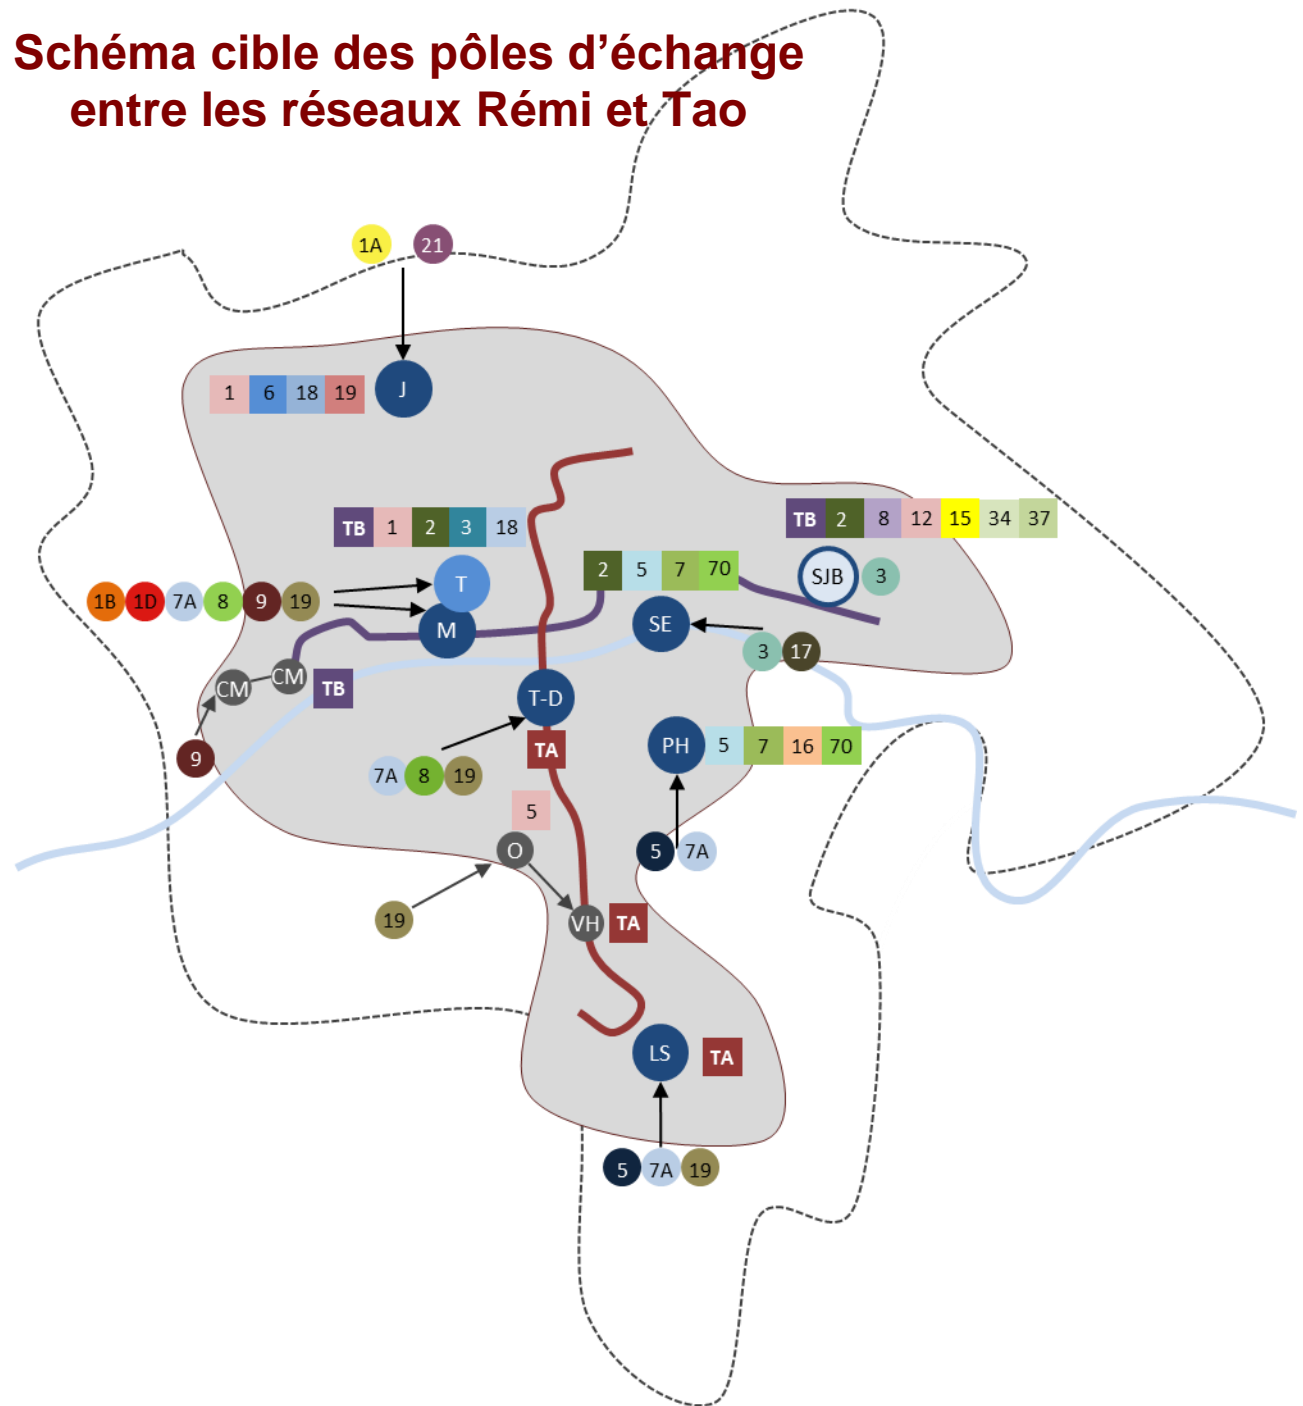 Schéma cible des pôles d’échange
entre les réseaux Rémi et Tao
1A 21
1 6 18 19 J
TB 1 2 3 18
TB 2 8 12 15 34 37
T
2 5 7 70
SJB 3
1B 1D 7A 8 9 19
M
SE
3 17
CM CM TB
T-D
9
TA
PH 5 7 16 70
7A 8 19
5
O
5 7A
19
VH TA
LS TA
5 7A 19